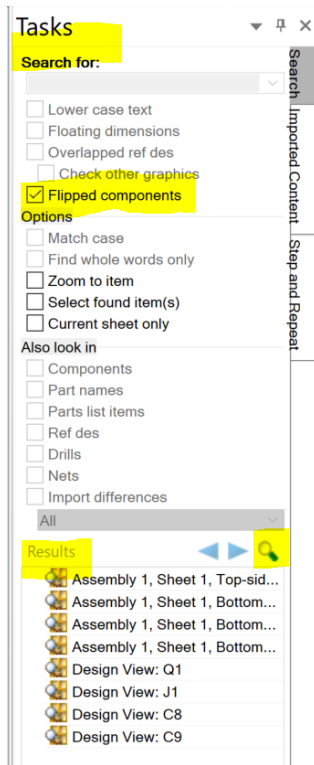 Tasks
Search for:
Lower case text
Floating dimensions
Overlapped ref des
Check other graphics
Flipped components
Options
Match case
Find whole words only
Zoom to item
Select found item(s)
Current sheet only
Also look in
Components
Part names
Parts list items
Ref des
Drills
Nets
Import differences
All
Results
Assembly 1, Sheet 1, Top-sid...
Assembly 1, Sheet 1, Bottom...
Assembly 1, Sheet 1, Bottom...
Assembly 1, Sheet 1, Bottom...
Design View: Q1
Design View: J1
Design View: C8
Design View: C9
Search
Imported Content
Step and Repeat